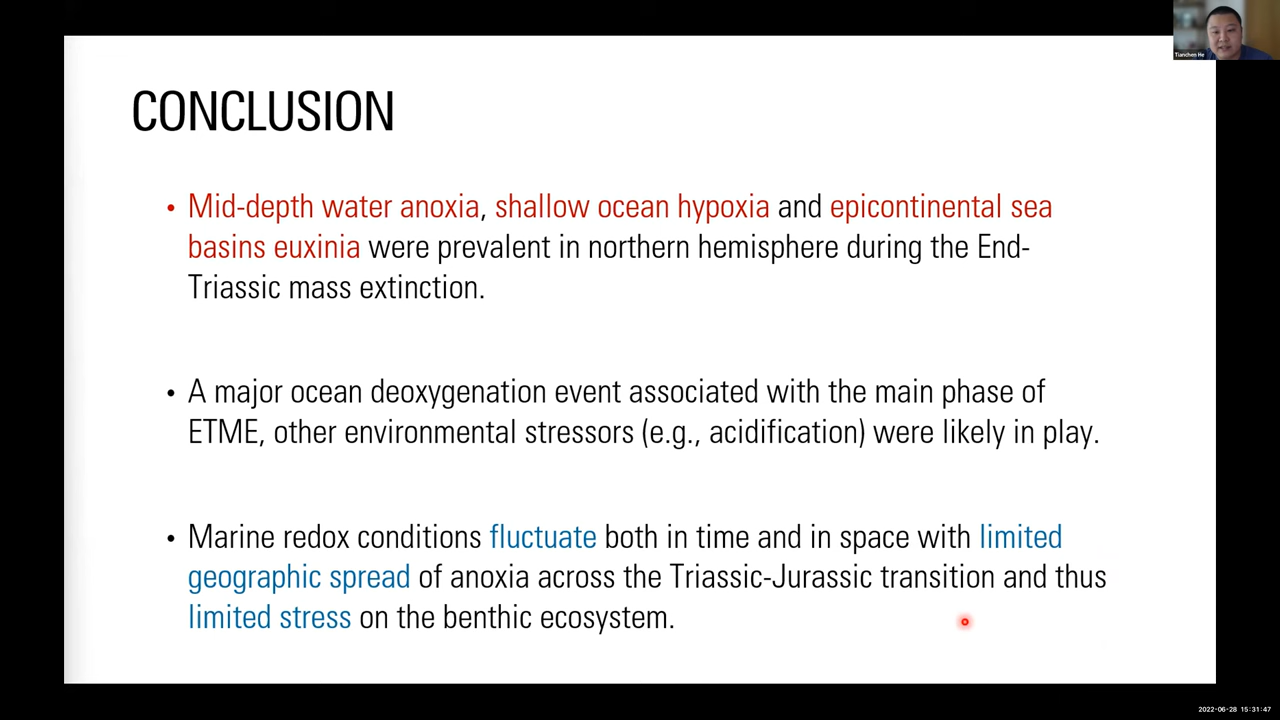 Tianchen He
CONCLUSION
• Mid-depth water anoxia, shallow ocean hypoxia and epicontinental sea
basins euxinia were prevalent in northern hemisphere during the End-
Triassic mass extinction.
• A major ocean deoxygenation event associated with the main phase of
ETME, other environmental stressors (e.g., acidification) were likely in play.
• Marine redox conditions fluctuate both in time and in space with limited
geographic spread of anoxia across the Triassic-Jurassic transition and thus
limited stress on the benthic ecosystem.
2022-06-28 15:31:47